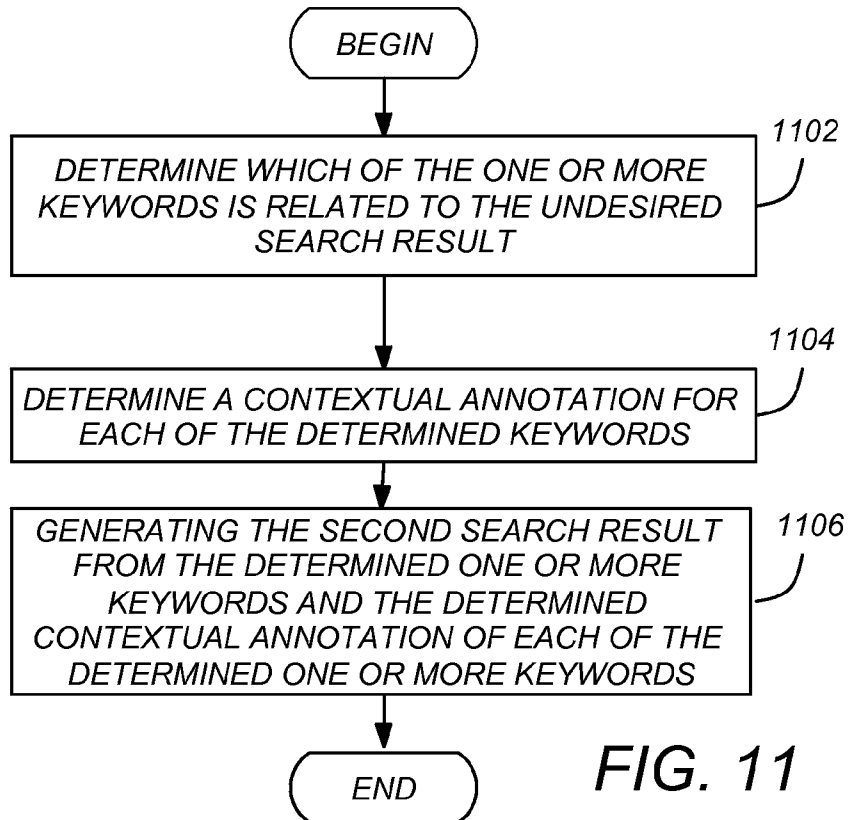 BEGIN
1102
DETERMINE WHICH OF THE ONE OR MORE
KEYWORDS IS RELATED TO THE UNDESIRED
SEARCH RESULT
1104
DETERMINE A CONTEXTUAL ANNOTATION FOR
EACH OF THE DETERMINED KEYWORDS
1106
GENERATING THE SECOND SEARCH RESULT
FROM THE DETERMINED ONE OR MORE
KEYWORDS AND THE DETERMINED
CONTEXTUAL ANNOTATION OF EACH OF THE
DETERMINED ONE OR MORE KEYWORDS
END
FIG. 11